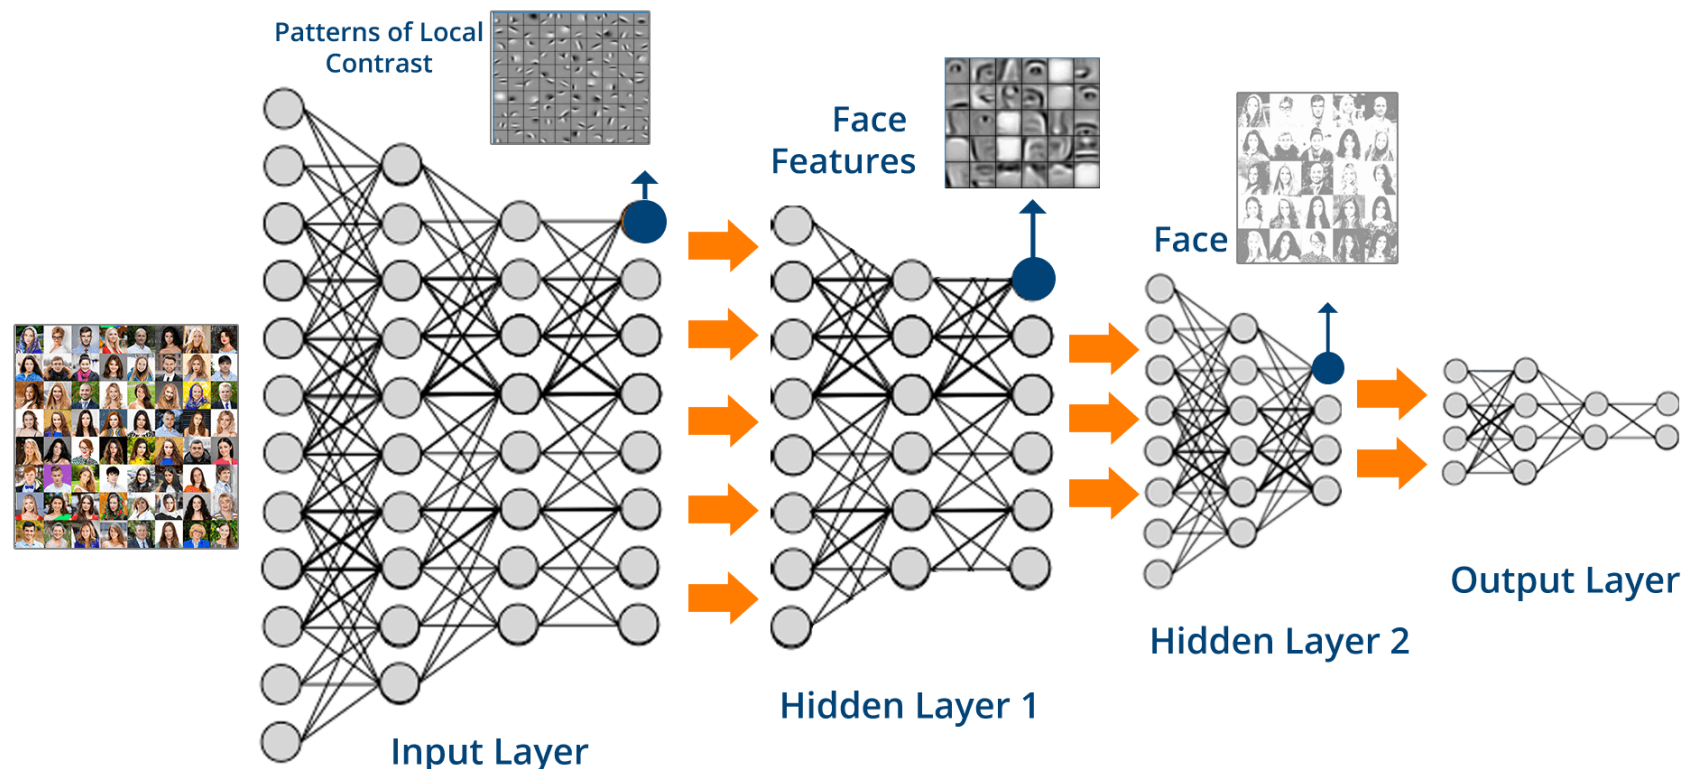 Patterns of Local
Contrast
Face
Features
Face
Input Layer
Hidden Layer 1
Hidden Layer 2
Output Layer